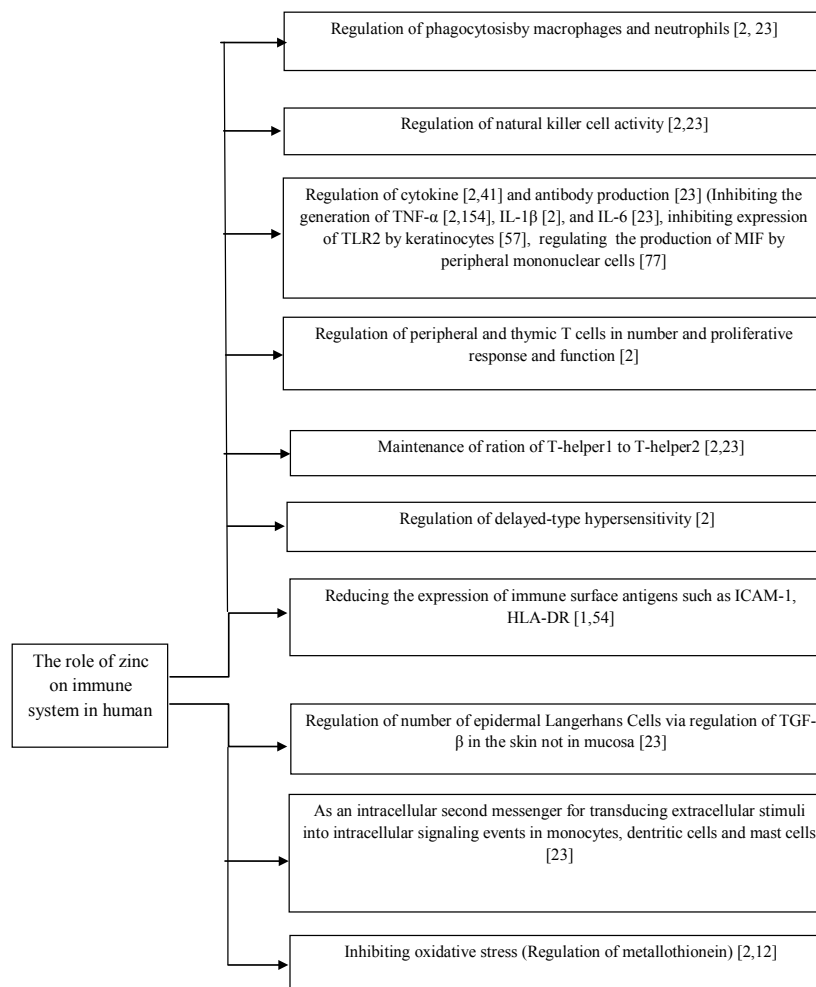 Regulation of phagocytosisby macrophages and neutrophils [2, 23]
Regulation of natural killer cell activity [2,23]
Regulation of cytokine [2,41] and antibody production [23] (Inhibiting the
generation of TNF-α [2,154], IL-1β [2], and IL-6 [23], inhibiting expression
of TLR2 by keratinocytes [57], regulating the production of MIF by
peripheral mononuclear cells [77]
Regulation of peripheral and thymic T cells in number and proliferative
response and function [2]
Maintenance of ration of T-helper1 to T-helper2 [2,23]
Regulation of delayed-type hypersensitivity [2]
Reducing the expression of immune surface antigens such as ICAM-1,
HLA-DR [1,54]
The role of zinc
on immune
system in human
Regulation of number of epidermal Langerhans Cells via regulation of TGF-
β in the skin not in mucosa [23]
As an intracellular second messenger for transducing extracellular stimuli
into intracellular signaling events in monocytes, dentritic cells and mast cells
[23]
Inhibiting oxidative stress (Regulation of metallothionein) [2,12]